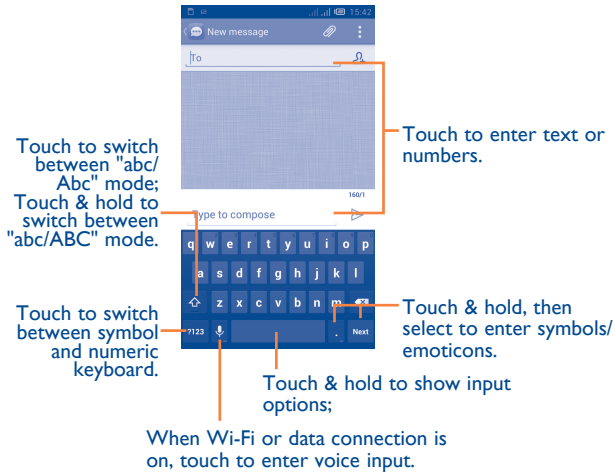 15:42
New message
To
Touch to enter text or
numbers.
Touch to switch
between "abc/
Abc" mode;
Touch & hold to
switch between
"abc/ABC" mode.
160/1
Type to compose
q w e r t y u i o p
a s d f g h j k l
z x c v b n m
?123 . Next
Touch to switch
between symbol
and numeric
keyboard.
Touch & hold, then
select to enter symbols/
emoticons.
Touch & hold to show input
options;
When Wi-Fi or data connection is
on, touch to enter voice input.